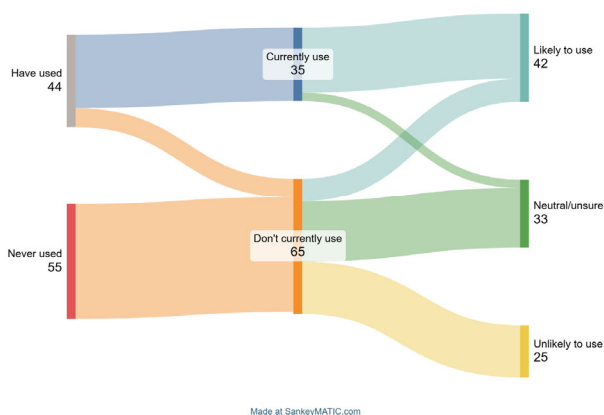 Have used
44
Never used
55
Currently use
35
Don't currently use
65
Likely to use
42
Neutral/unsure
33
Unlikely to use
25
Made at SankeyMATIC.com